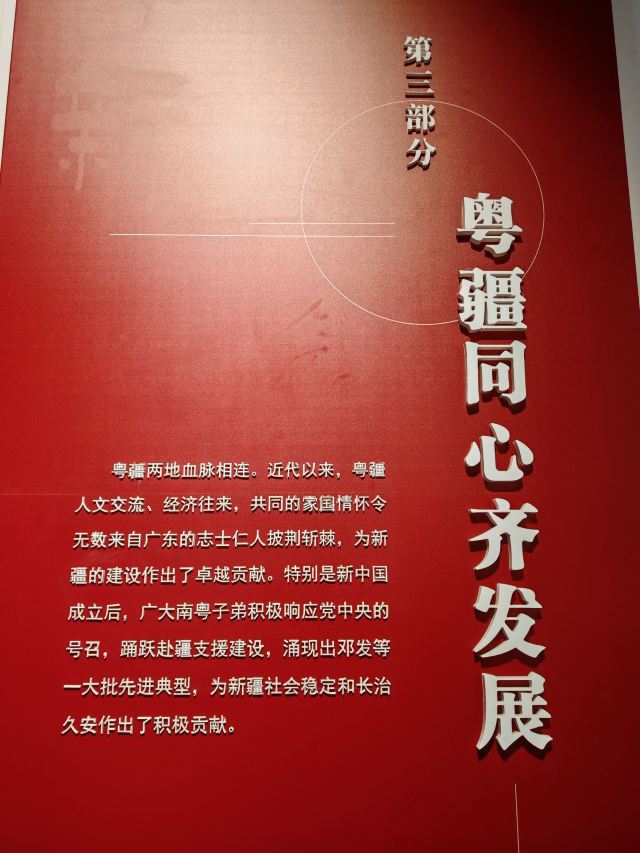 第三部分
粤疆同心齐发展
粤疆两地血脉相连。近代以来，粤疆
人文交流、经济往来，共同的家国情怀令
无数来自广东的志士仁人披荆斩棘，为新
疆的建设作出了卓越贡献。特别是新中国
成立后，广大南粤子弟积极响应党中央的
号召，踊跃赴疆支援建设，涌现出邓发等
一大批先进典型，为新疆社会稳定和长治
久安作出了积极贡献。